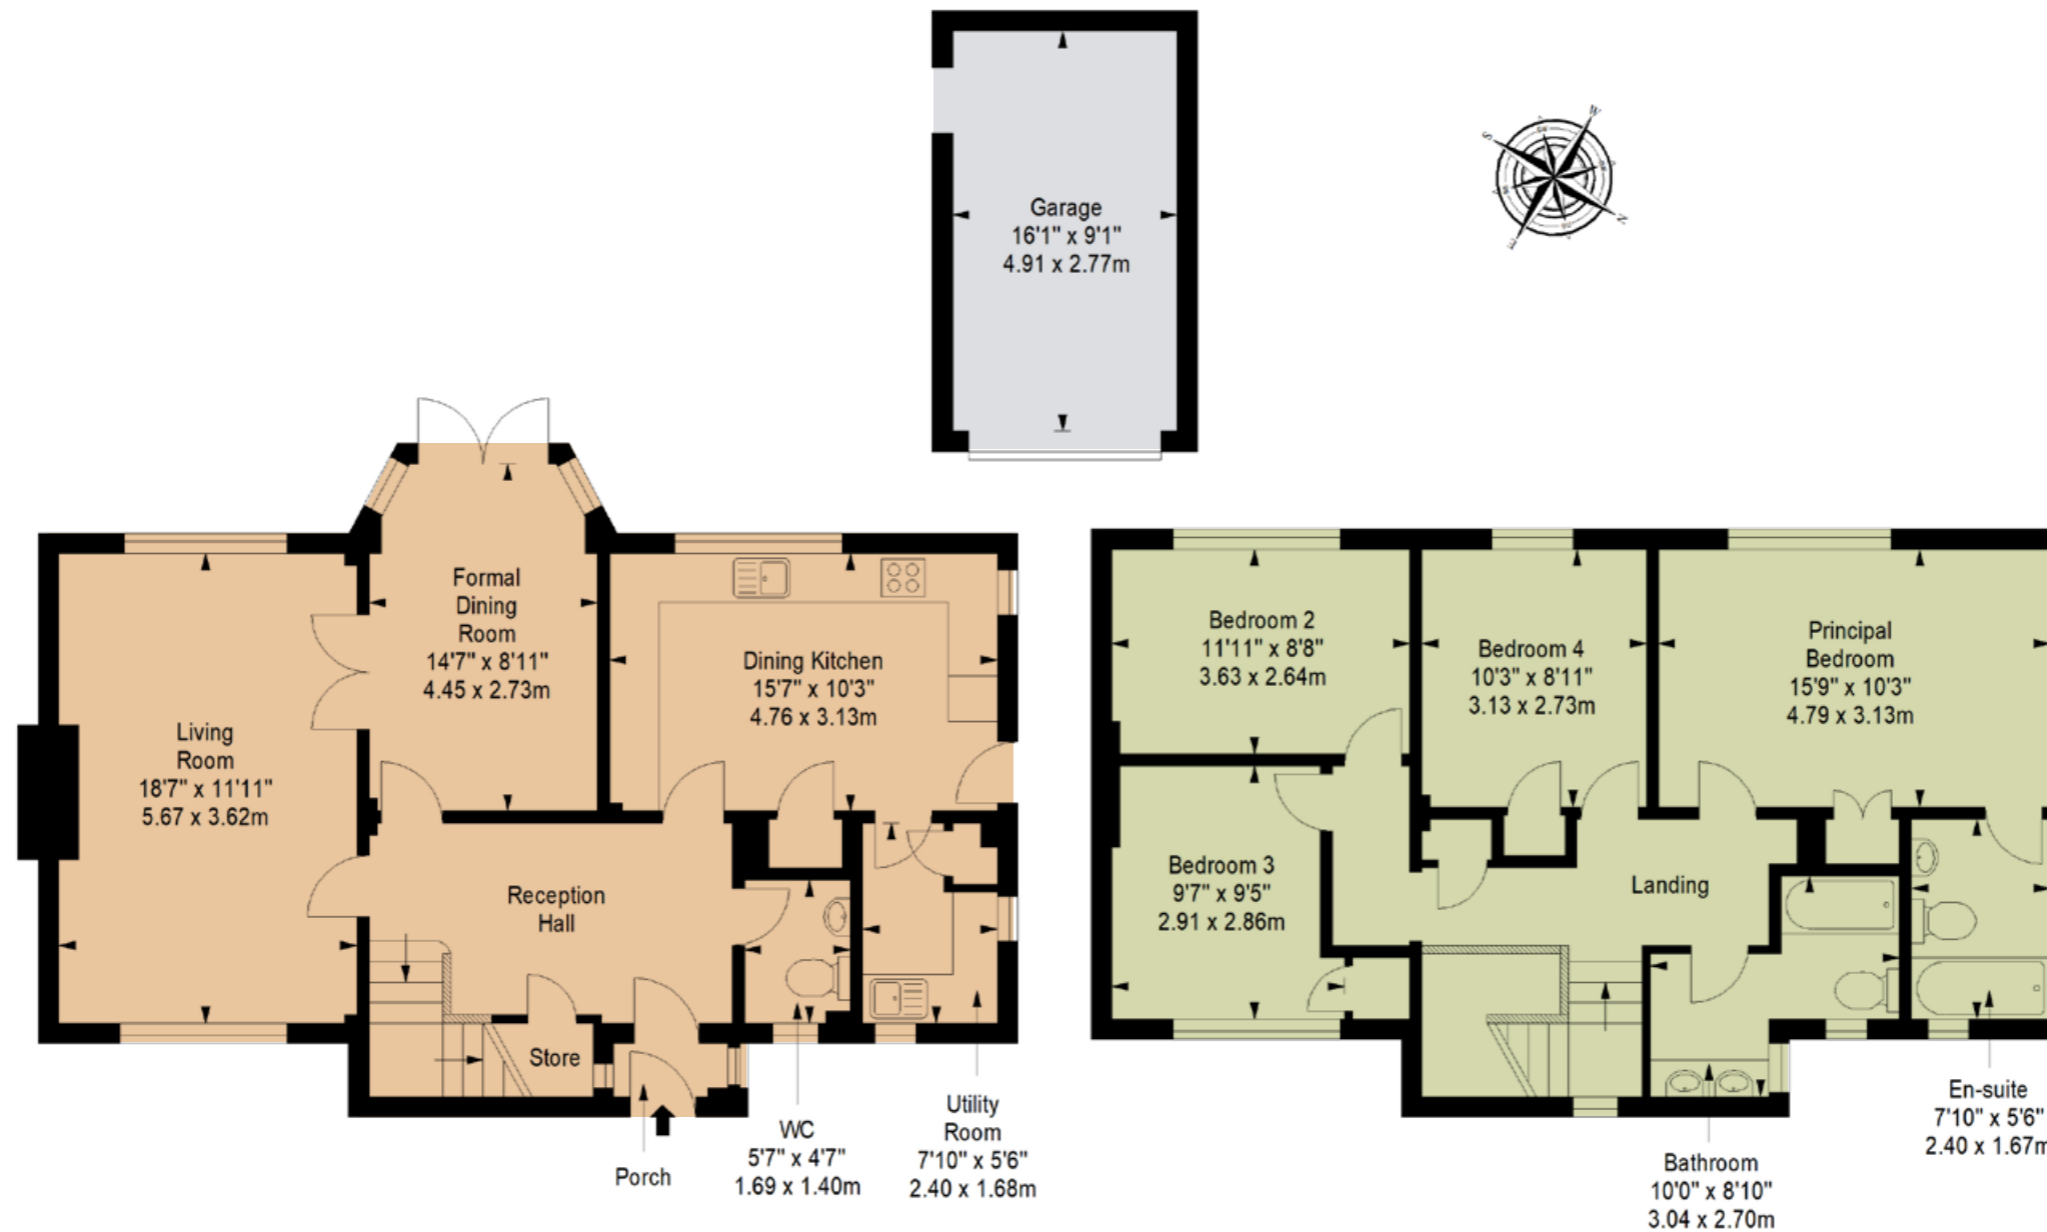 Garage
16'1" x 9'1"
4.91 x 2.77m
W
S
N
E
Formal
Dining
Room
14'7" x 8'11"
4.45 x 2.73m
Dining Kitchen
15'7" x 10'3"
4.76 x 3.13m
Living
Room
18'7" x 11'11"
5.67 x 3.62m
Reception
Hall
Store
Porch
WC
5'7" x 4'7"
1.69 x 1.40m
Utility
Room
7'10" x 5'6"
2.40 x 1.68m
Bedroom 2
11'11" x 8'8"
3.63 x 2.64m
Bedroom 4
10'3" x 8'11"
3.13 x 2.73m
Principal
Bedroom
15'9" x 10'3"
4.79 x 3.13m
Bedroom 3
9'7" x 9'5"
2.91 x 2.86m
Landing
Bathroom
10'0" x 8'10"
3.04 x 2.70m
En-suite
7'10" x 5'6"
2.40 x 1.67m